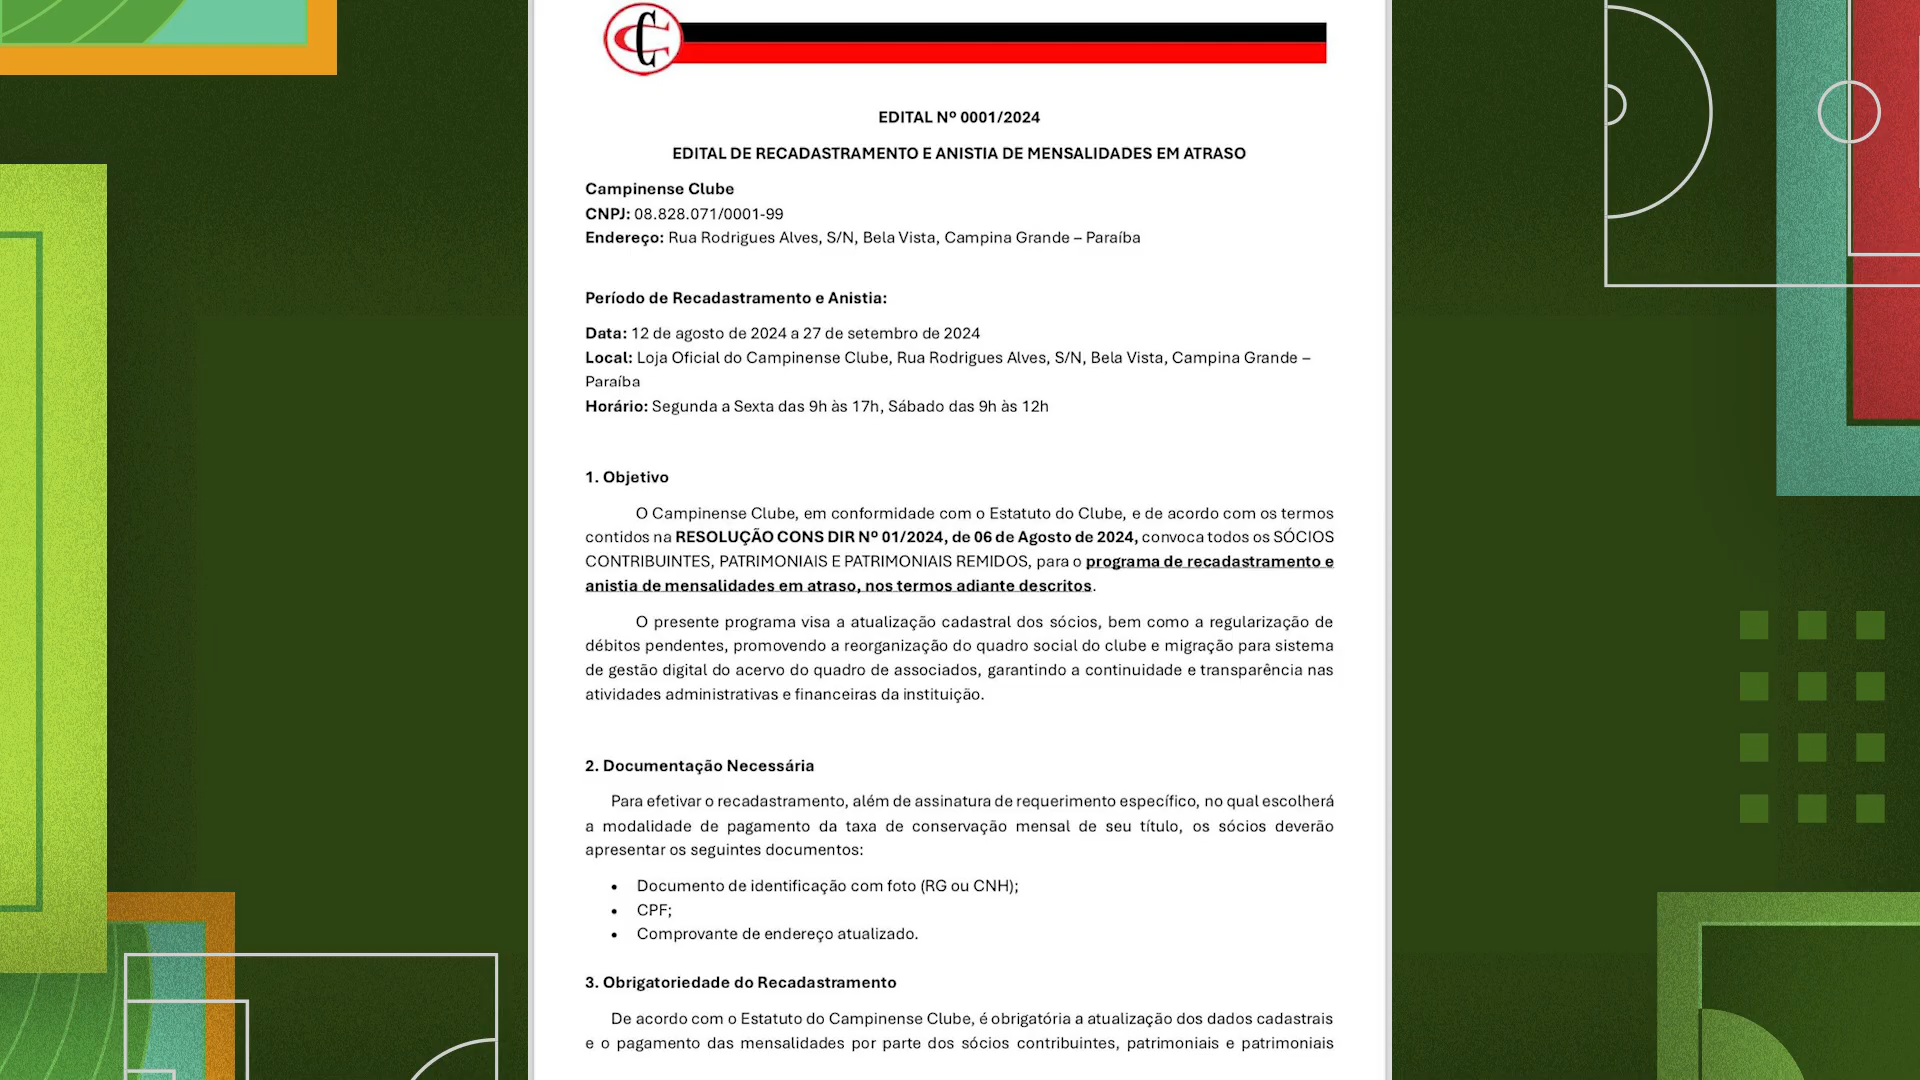 EDITAL Nº 0001/2024
EDITAL DE RECADASTRAMENTO E ANISTIA DE MENSALIDADES EM ATRASO
Campinense Clube
CNPJ: 08.828.071/0001-99
Endereço: Rua Rodrigues Alves, S/N, Bela Vista, Campina Grande – Paraíba
Período de Recadastramento e Anistia:
Data: 12 de agosto de 2024 a 27 de setembro de 2024
Local: Loja Oficial do Campinense Clube, Rua Rodrigues Alves, S/N, Bela Vista, Campina Grande –
Paraíba
Horário: Segunda a Sexta das 9h às 17h, Sábado das 9h às 12h
1. Objetivo
O Campinense Clube, em conformidade com o Estatuto do Clube, e de acordo com os termos
contidos na RESOLUÇÃO CONS DIR Nº 01/2024, de 06 de Agosto de 2024, convoca todos os SÓCIOS
CONTRIBUINTES, PATRIMONIAIS E PATRIMONIAIS REMIDOS, para o programa de recadastramento e
anistia de mensalidades em atraso, nos termos adiante descritos.
O presente programa visa a atualização cadastral dos sócios, bem como a regularização de
débitos pendentes, promovendo a reorganização do quadro social do clube e migração para sistema
de gestão digital do acervo do quadro de associados, garantindo a continuidade e transparência nas
atividades administrativas e financeiras da instituição.
2. Documentação Necessária
Para efetivar o recadastramento, além de assinatura de requerimento específico, no qual escolherá
a modalidade de pagamento da taxa de conservação mensal de seu título, os sócios deverão
apresentar os seguintes documentos:
• Documento de identificação com foto (RG ou CNH);
• CPF;
• Comprovante de endereço atualizado.
3. Obrigatoriedade do Recadastramento
De acordo com o Estatuto do Campinense Clube, é obrigatória a atualização dos dados cadastrais
e o pagamento das mensalidades por parte dos sócios contribuintes, patrimoniais e patrimoniais